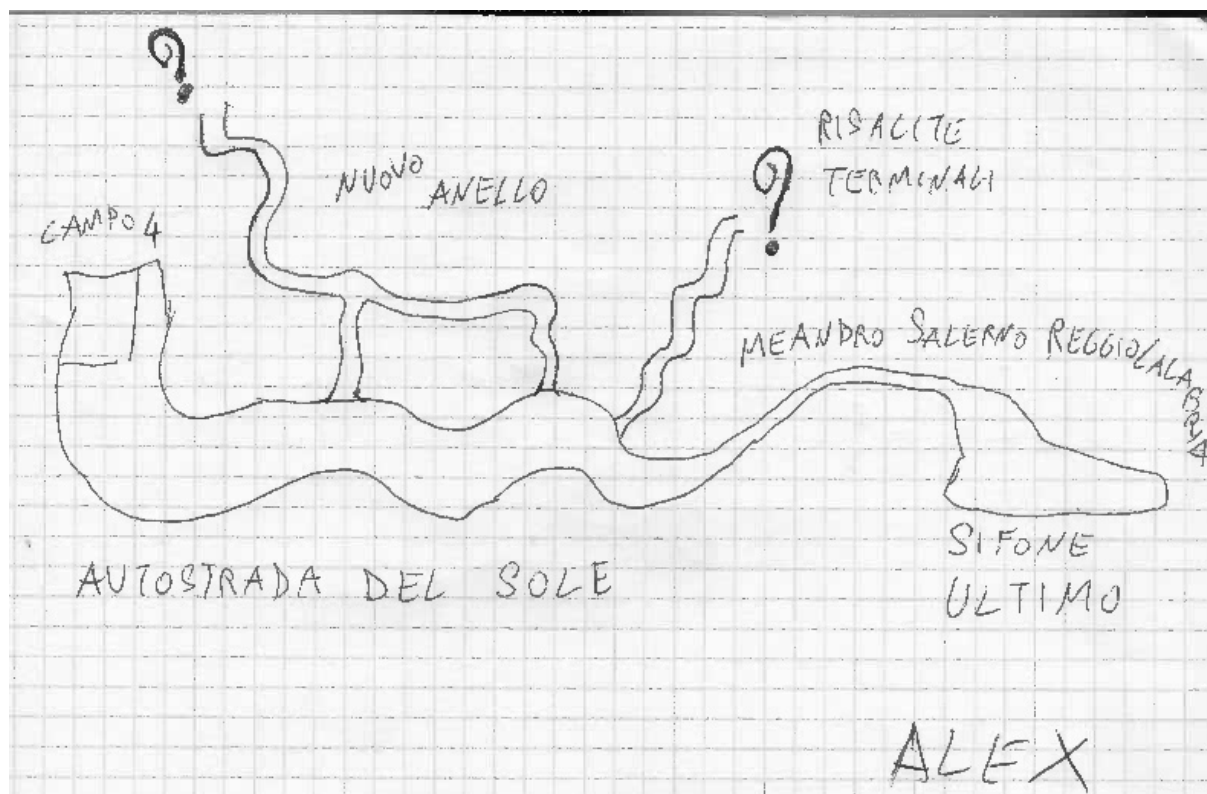 ?
NUOVO ANELLO
CAMPO 4
RISALITE
TERMINALI
?
MEANDRO SALERNO REGGIO CALABRIA
SIFONE
ULTIMO
AUTOSTRADA DEL SOLE
ALEX